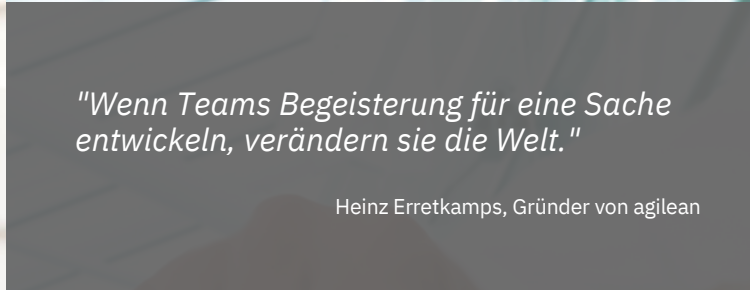 "Wenn Teams Begeisterung für eine Sache
entwickeln, verändern sie die Welt."
Heinz Erretkamps, Gründer von agilean